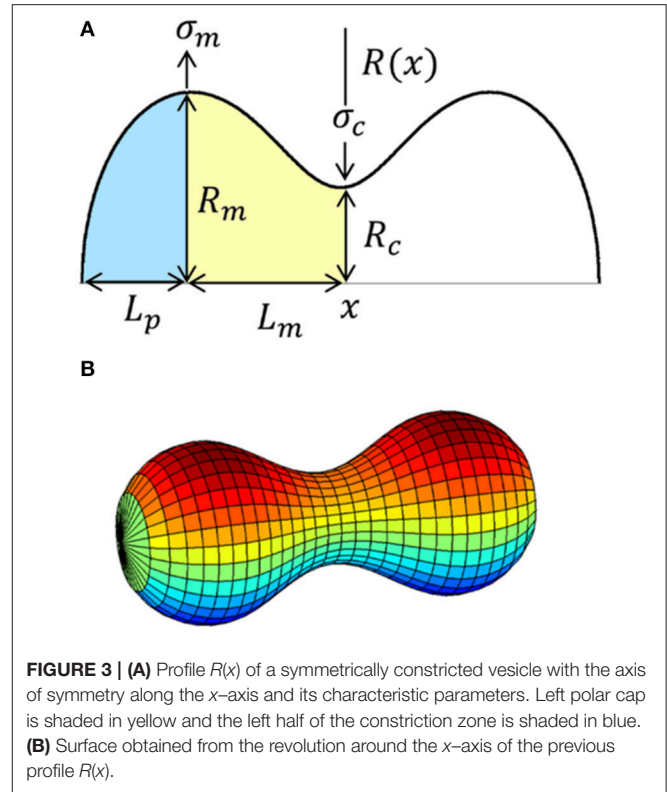 A
σm
R(x)
σc
Rm
Rc
Lp
Lm
x
B
FIGURE 3 | (A) Profile R(x) of a symmetrically constricted vesicle with the axis
of symmetry along the x–axis and its characteristic parameters. Left polar cap
is shaded in yellow and the left half of the constriction zone is shaded in blue.
(B) Surface obtained from the revolution around the x–axis of the previous
profile R(x).